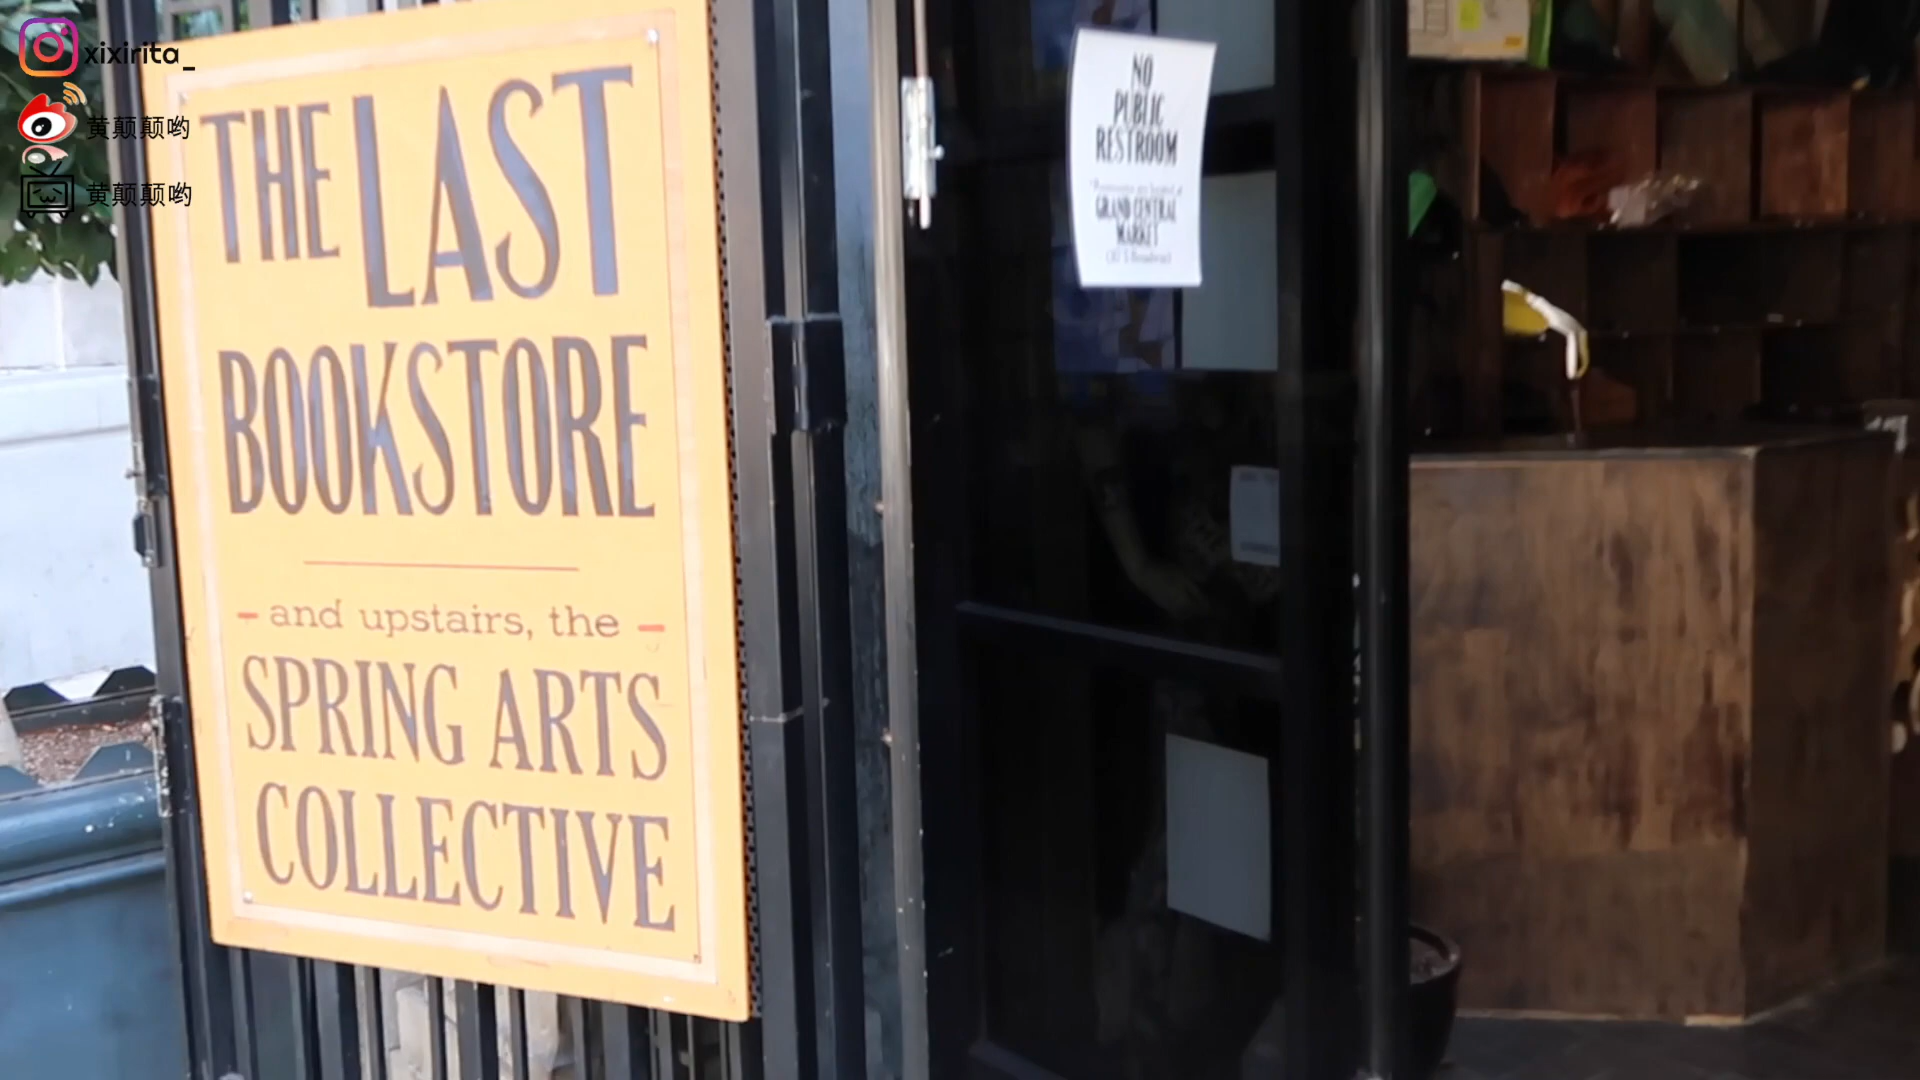 xixirita_
黄颠颠哟
黄颠颠哟
THE LAST
BOOKSTORE
- and upstairs, the -
SPRING ARTS
COLLECTIVE
NO
PUBLIC
RESTROOM
GRAND CENTRAL
MARKET